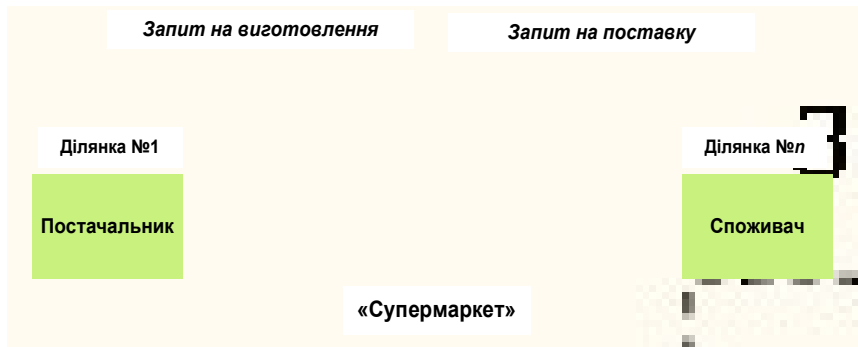 Запит на виготовлення
Запит на поставку
Ділянка №1
Ділянка №n
Постачальник
Споживач
«Супермаркет»